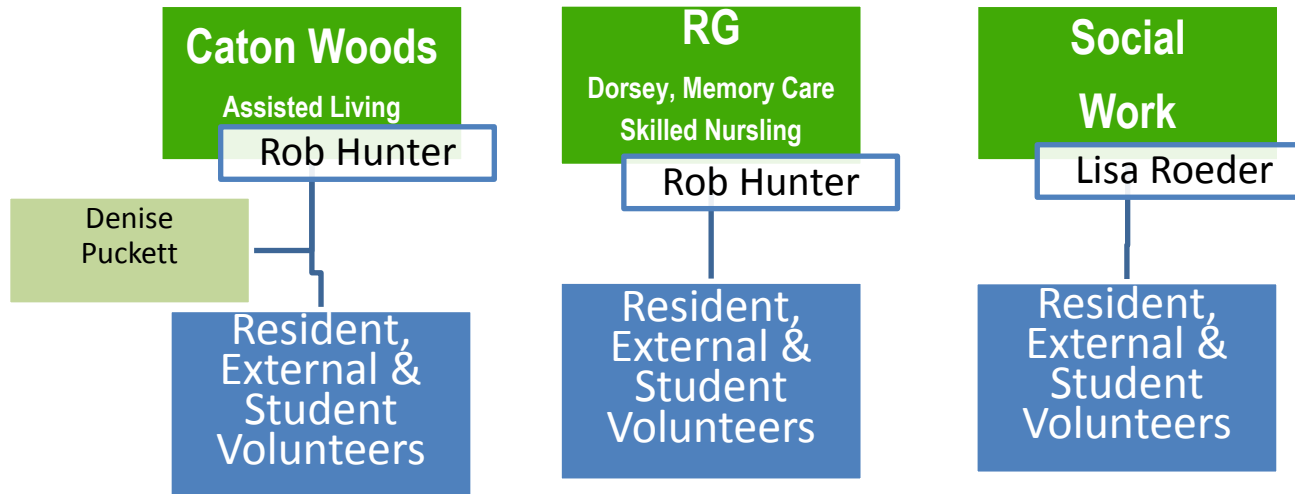 Caton Woods
Assisted Living
Rob Hunter
Denise
Puckett
Resident,
External &
Student
Volunteers
RG
Dorsey, Memory Care
Skilled Nursling
Rob Hunter
Resident,
External &
Student
Volunteers
Social
Work
Lisa Roeder
Resident,
External &
Student
Volunteers